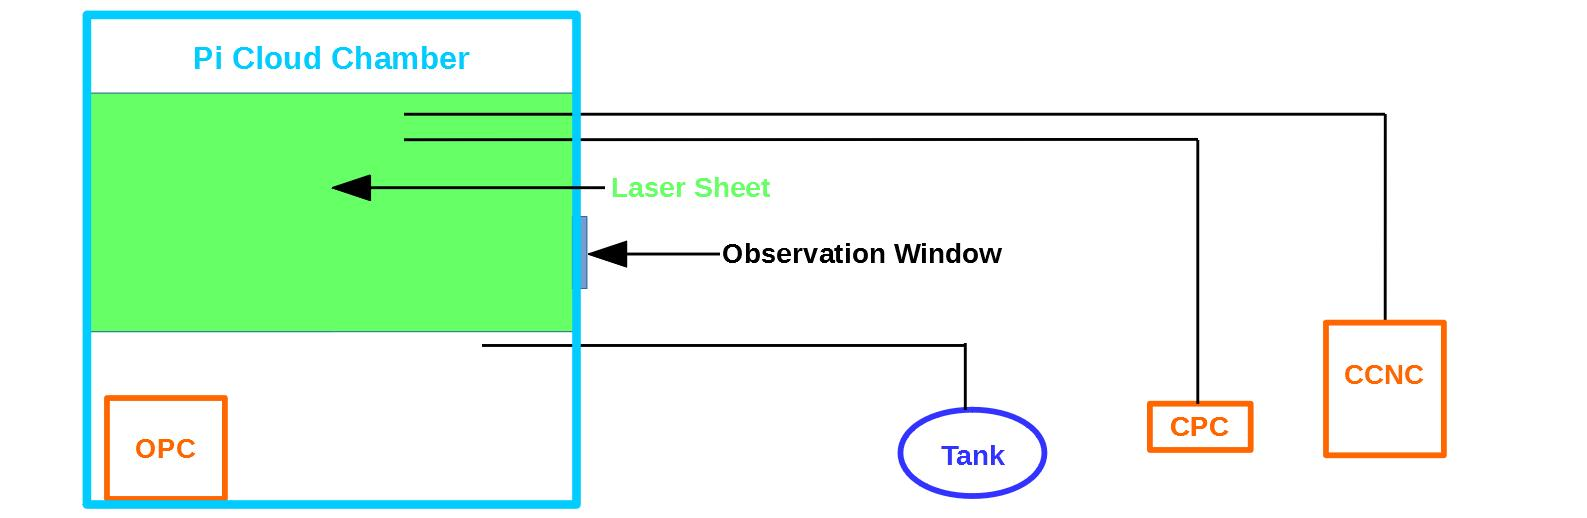 Pi Cloud Chamber
Laser Sheet
Observation Window
CCNC
CPC
OPC
Tank